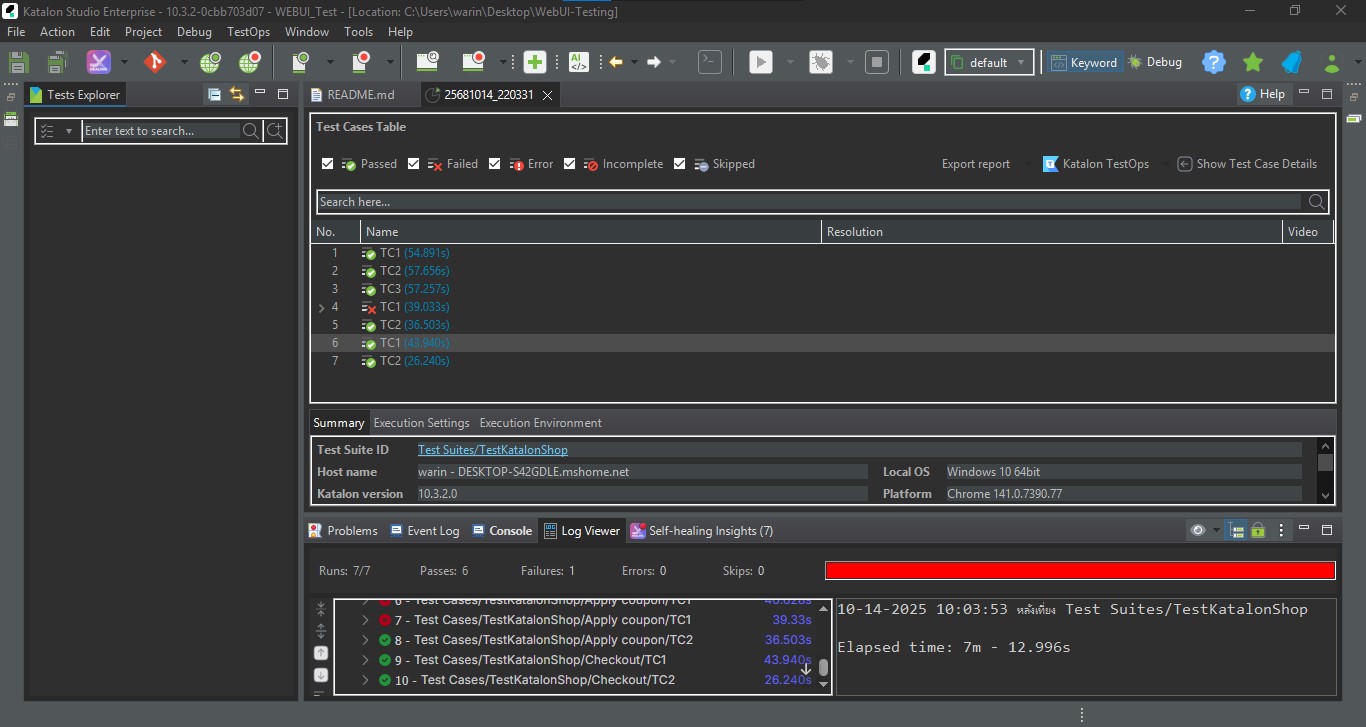 Katalon Studio Enterprise - 10.3.2-0cbb703d07 - WEBUI_Test - [Location: C:\Users\warin\Desktop\WebUI-Testing]
File Action Edit Project Debug TestOps Window Tools Help
default Keyword Debug
Tests Explorer
Enter text to search...
README.md 25681014_220331 Help
Test Cases Table
Passed Failed Error Incomplete Skipped Export report Katalon TestOps Show Test Case Details
Search here...
No. Name Resolution Video
1 TC1 (54.891s)
2 TC2 (57.656s)
3 TC3 (57.257s)
4 TC1 (39.033s)
5 TC2 (36.503s)
6 TC1 (43.940s)
7 TC2 (26.240s)
Summary Execution Settings Execution Environment
Test Suite ID Test Suites/TestKatalonShop
Host name warin - DESKTOP-S42GDLE.mshome.net Local OS Windows 10 64bit
Katalon version 10.3.2.0 Platform Chrome 141.0.7390.77
Problems Event Log Console Log Viewer Self-healing Insights (7)
Runs: 7/7 Passes: 6 Failures: 1 Errors: 0 Skips: 0
6 - Test Cases/TestKatalonShop/Apply coupon/TC1
7 - Test Cases/TestKatalonShop/Apply coupon/TC1 39.33s
8 - Test Cases/TestKatalonShop/Apply coupon/TC2 36.503s
9 - Test Cases/TestKatalonShop/Checkout/TC1 43.940s
10 - Test Cases/TestKatalonShop/Checkout/TC2 26.240s
10-14-2025 10:03:53 หลังเที่ยง Test Suites/TestKatalonShop
Elapsed time: 7m - 12.996s